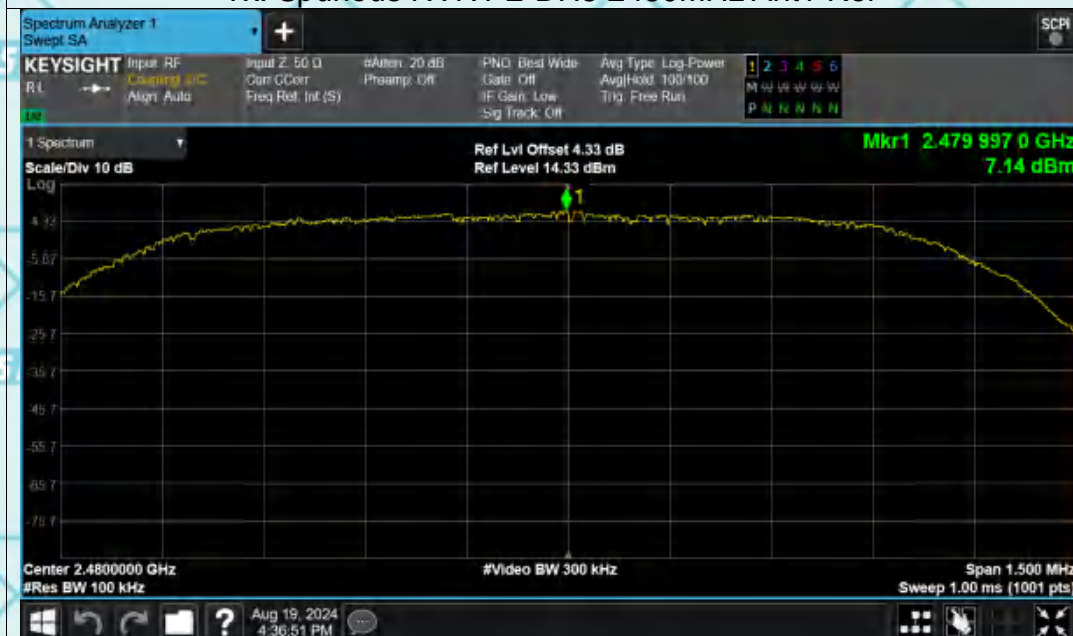 Spectrum Analyzer 1
Swept SA
+
SCPI
KEYSIGHT Input: RF Input Z: 50 Ω #Atten: 20 dB PNO: Best Wide Avg Type: Log-Power 1 2 3 4 5 6
Coupling: DC Corr CCorr Preamp: Off Gate: Off Avg|Hold: 100/100 M W W W W W
Align: Auto Freq Ref: Int (S) IF Gain: Low Trig: Free Run
Sig Track: Off P N N N N N
1 Spectrum
Ref Lvl Offset 4.33 dB
Mkr1 2.479 997 0 GHz
Scale/Div 10 dB
Ref Level 14.33 dBm
7.14 dBm
Log
1
4.33
-5.67
-15.7
-25.7
-35.7
-45.7
-55.7
-65.7
-75.7
Center 2.4800000 GHz
#Video BW 300 kHz
Span 1.500 MHz
#Res BW 100 kHz
Sweep 1.00 ms (1001 pts)
?
Aug 19, 2024
4:36:51 PM